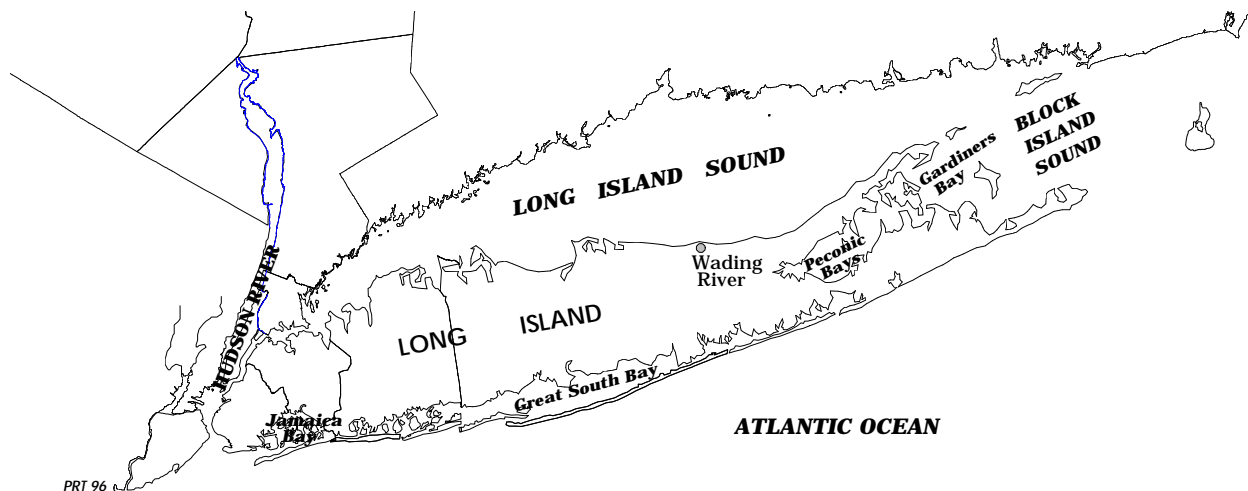 BLOCK
ISLAND
SOUND
Gardiners
Bay
LONG ISLAND SOUND
Peconic
Bays
Wading
River
HUDSON RIVER
LONG ISLAND
Great South Bay
Jamaica
Bay
ATLANTIC OCEAN
PRT 96